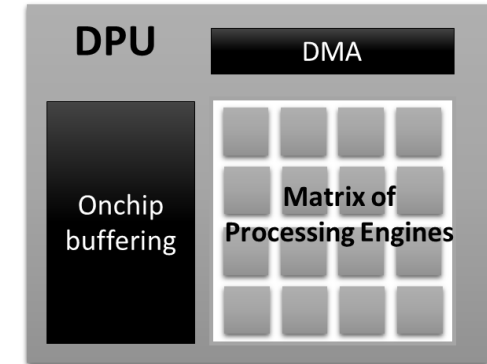 DPU
DMA
Onchip
buffering
Matrix of
Processing Engines